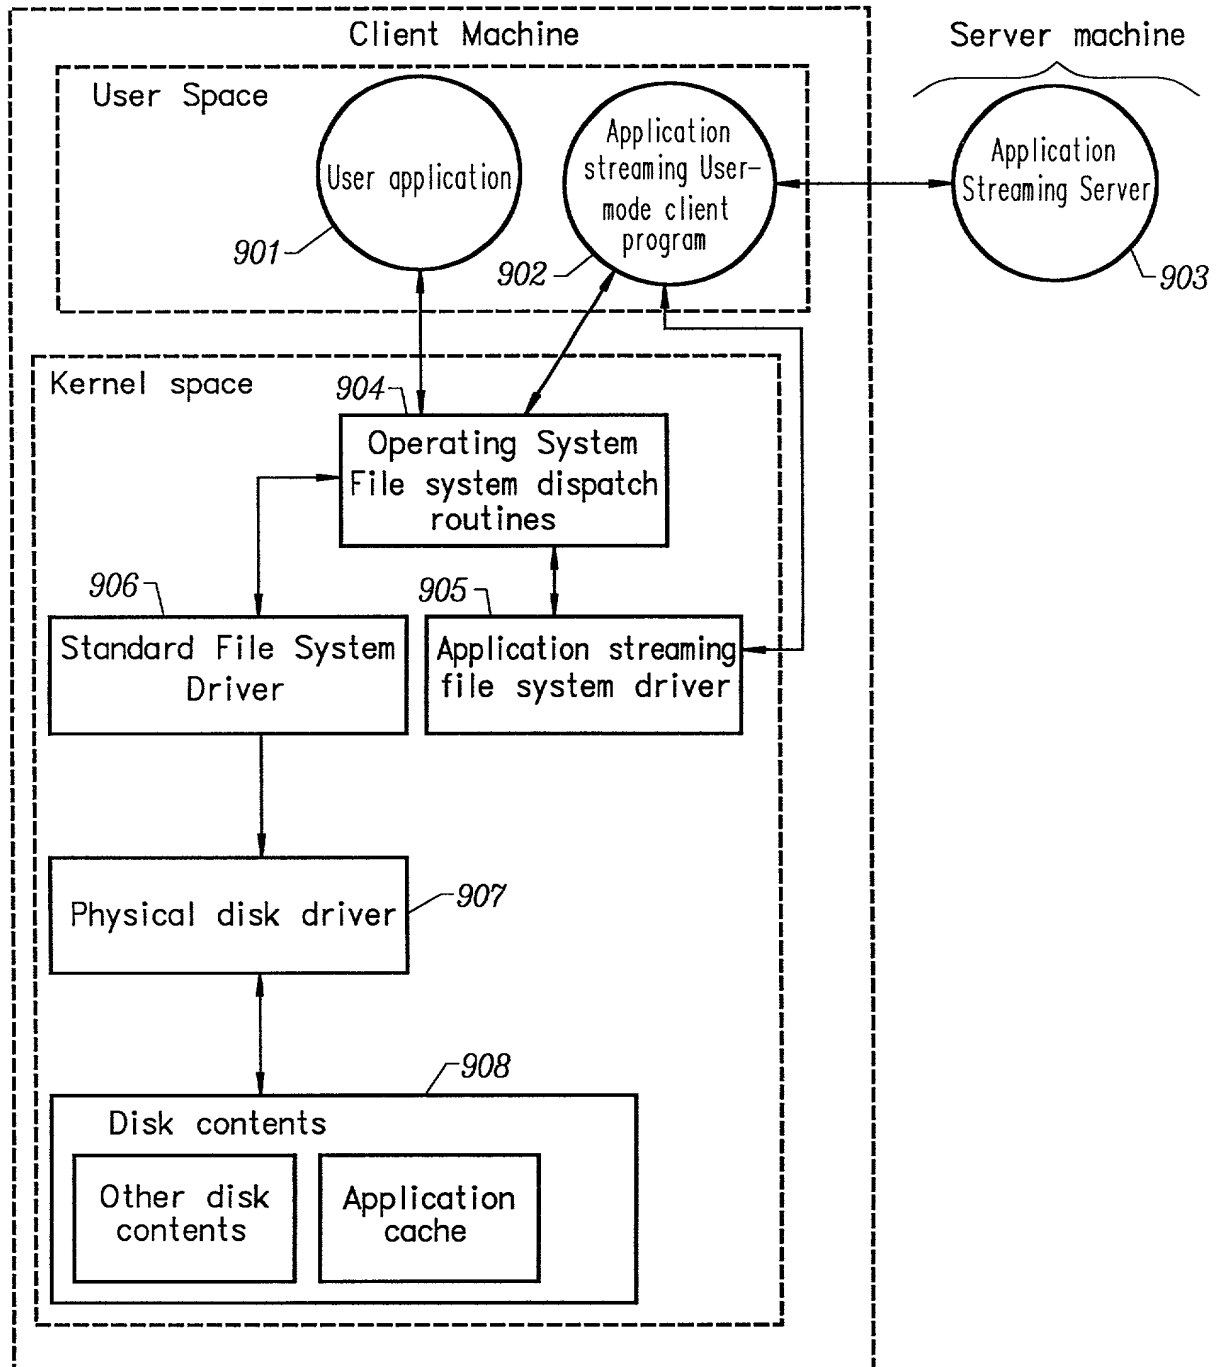 Client Machine
Server machine
User Space
User application
Application
streaming User-
mode client
program
Application
Streaming Server
901
902
903
Kernel space
904
Operating System
File system dispatch
routines
906
905
Standard File System
Driver
Application streaming
file system driver
Physical disk driver
907
908
Disk contents
Other disk
contents
Application
cache